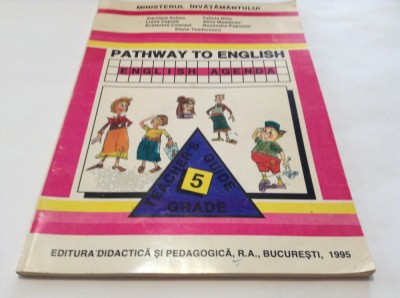 MINISTERUL ÎNVĂŢĂMÂNTULUI
PATHWAY TO ENGLISH
ENGLISH AGENDA
TEACHER'S GUIDE
5
GRADE
EDITURA DIDACTICĂ ŞI PEDAGOGICĂ, R.A., BUCUREŞTI, 1995